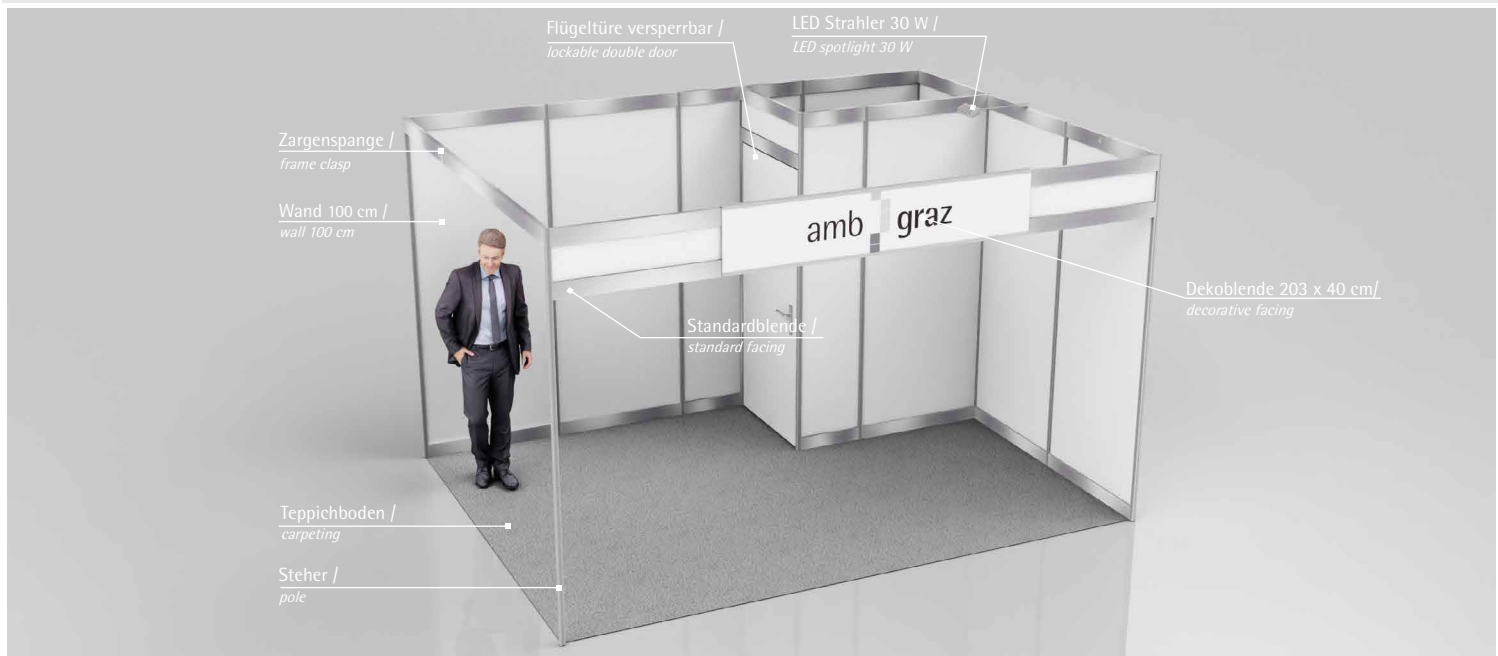 Flügeltüre versperrbar /
lockable double door
LED Strahler 30 W /
LED spotlight 30 W
Zargenspange /
frame clasp
Wand 100 cm /
wall 100 cm
amb graz
Dekoblende 203 x 40 cm/
decorative facing
Standardblende /
standard facing
Teppichboden /
carpeting
Steher /
pole